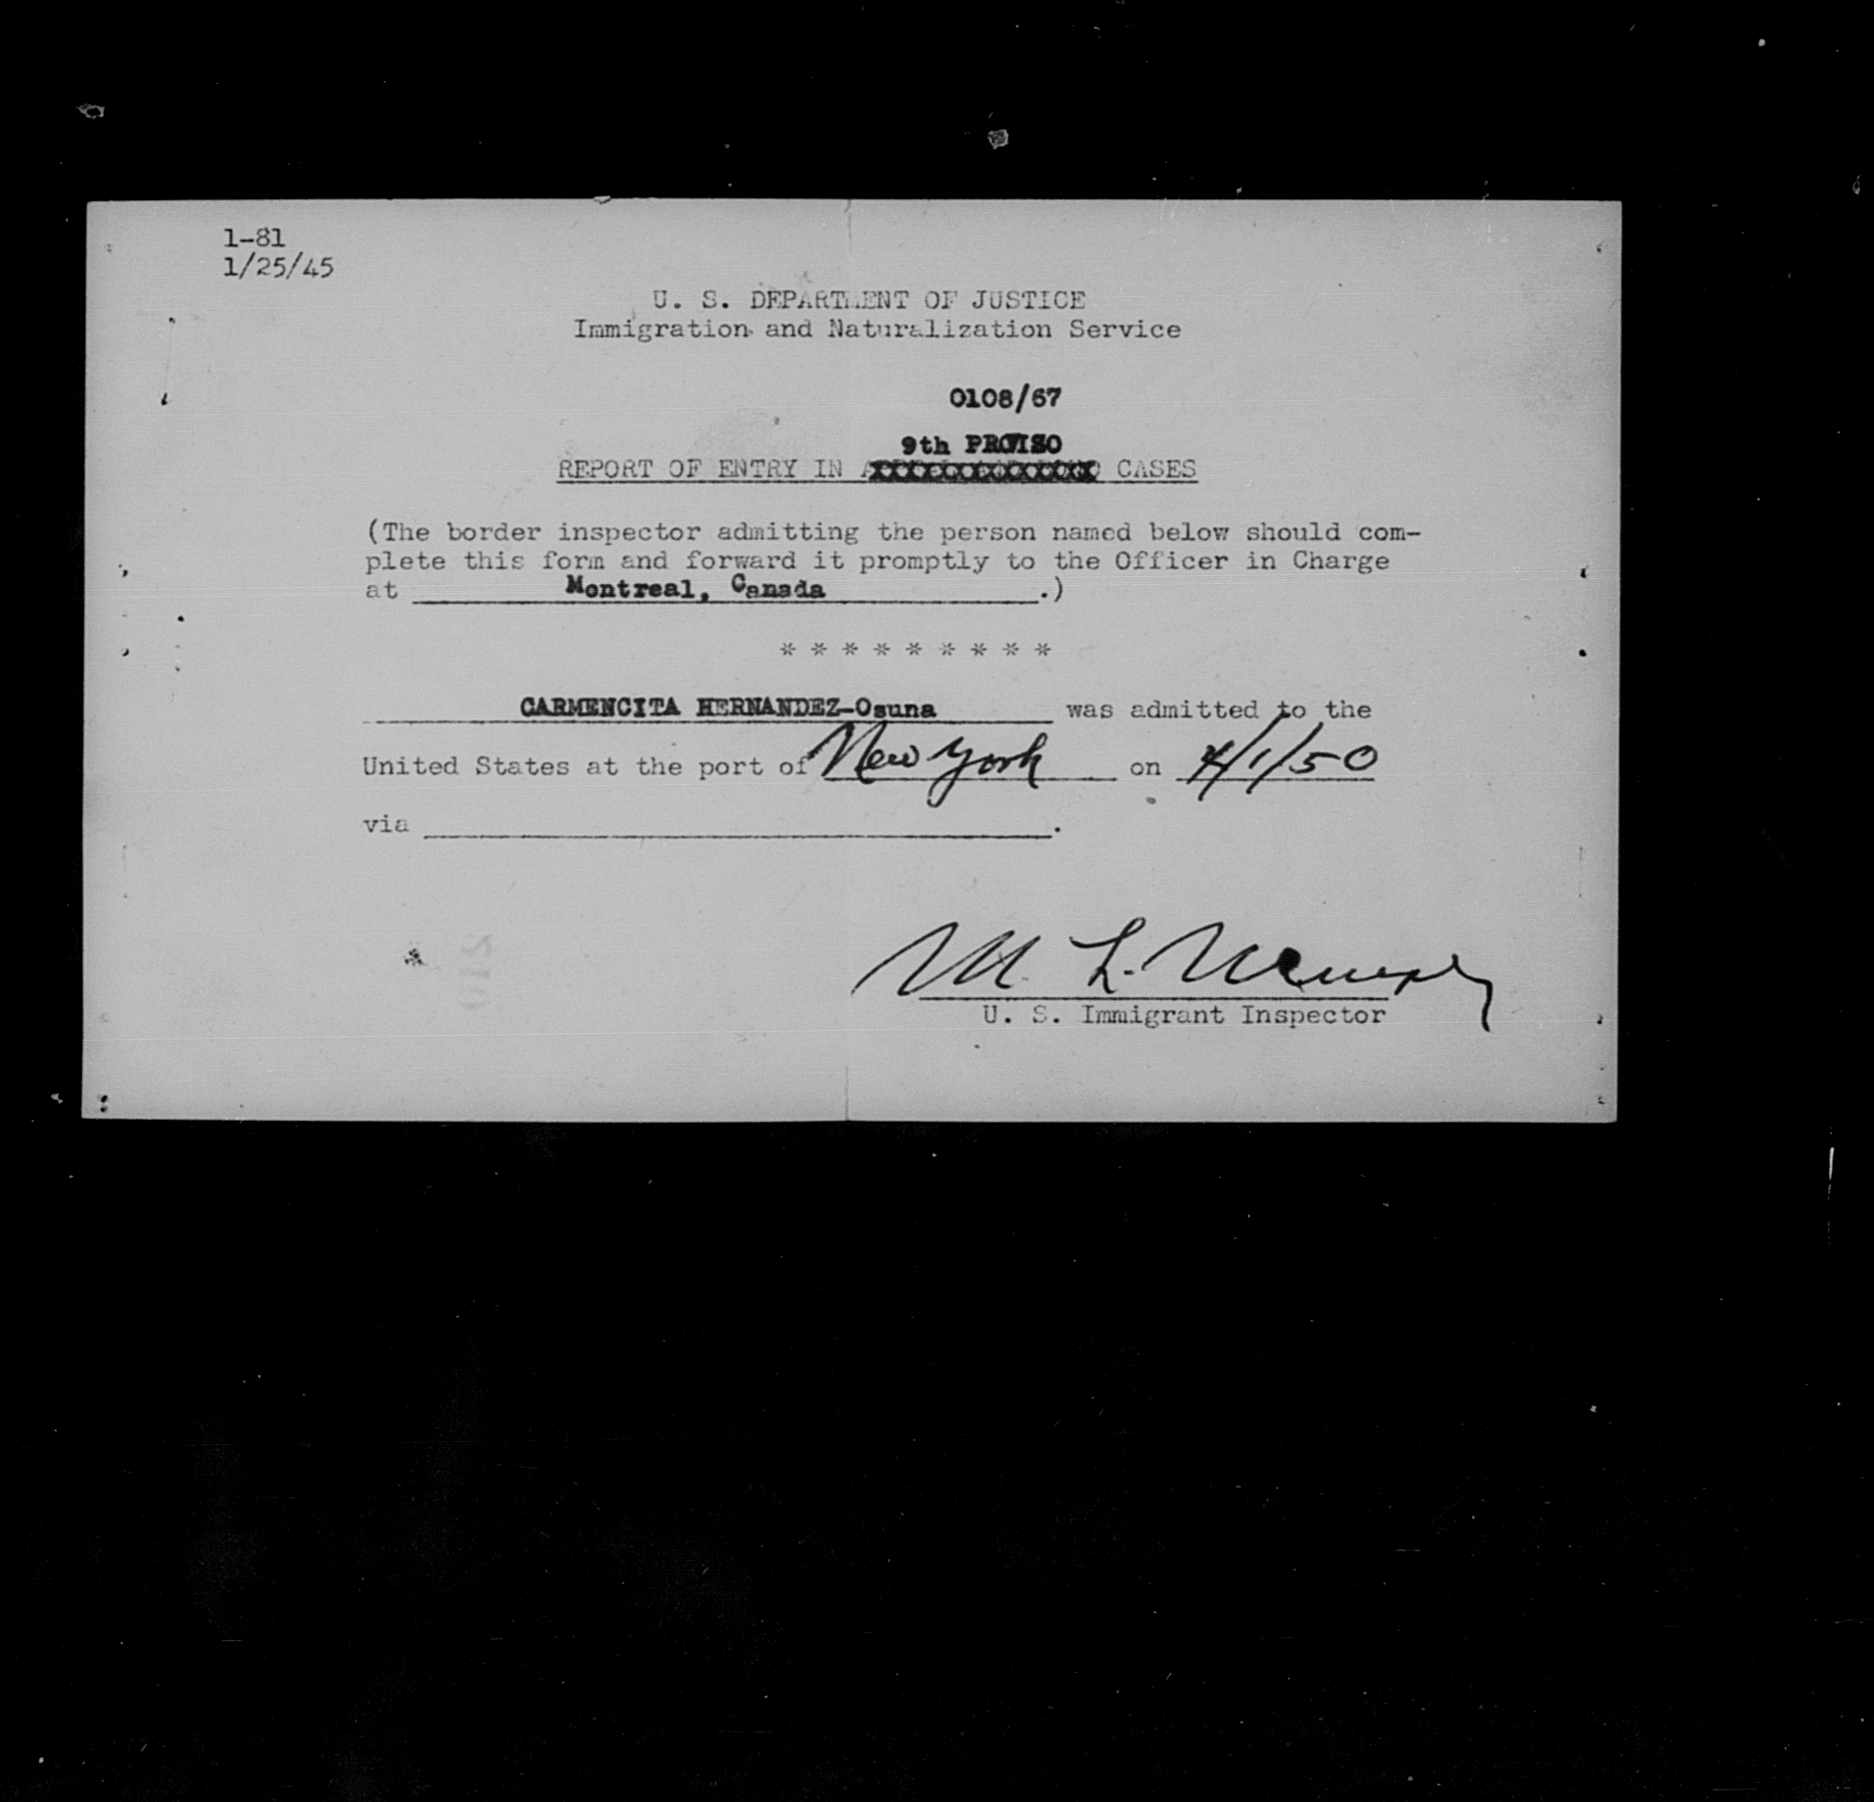 1-81
1/25/45
U. S. DEPARTMENT OF JUSTICE
Immigration and Naturalization Service
0108/67
9th PROVISO
REPORT OF ENTRY IN CASES
(The border inspector admitting the person named below should com-
plete this form and forward it promptly to the Officer in Charge
at Montreal, Canada .)
* * * * * * * * *
CARMENCITA HERNANDEZ-Osuna was admitted to the
United States at the port of New York on 4/1/50
via .
M. L.
U. S. Immigrant Inspector